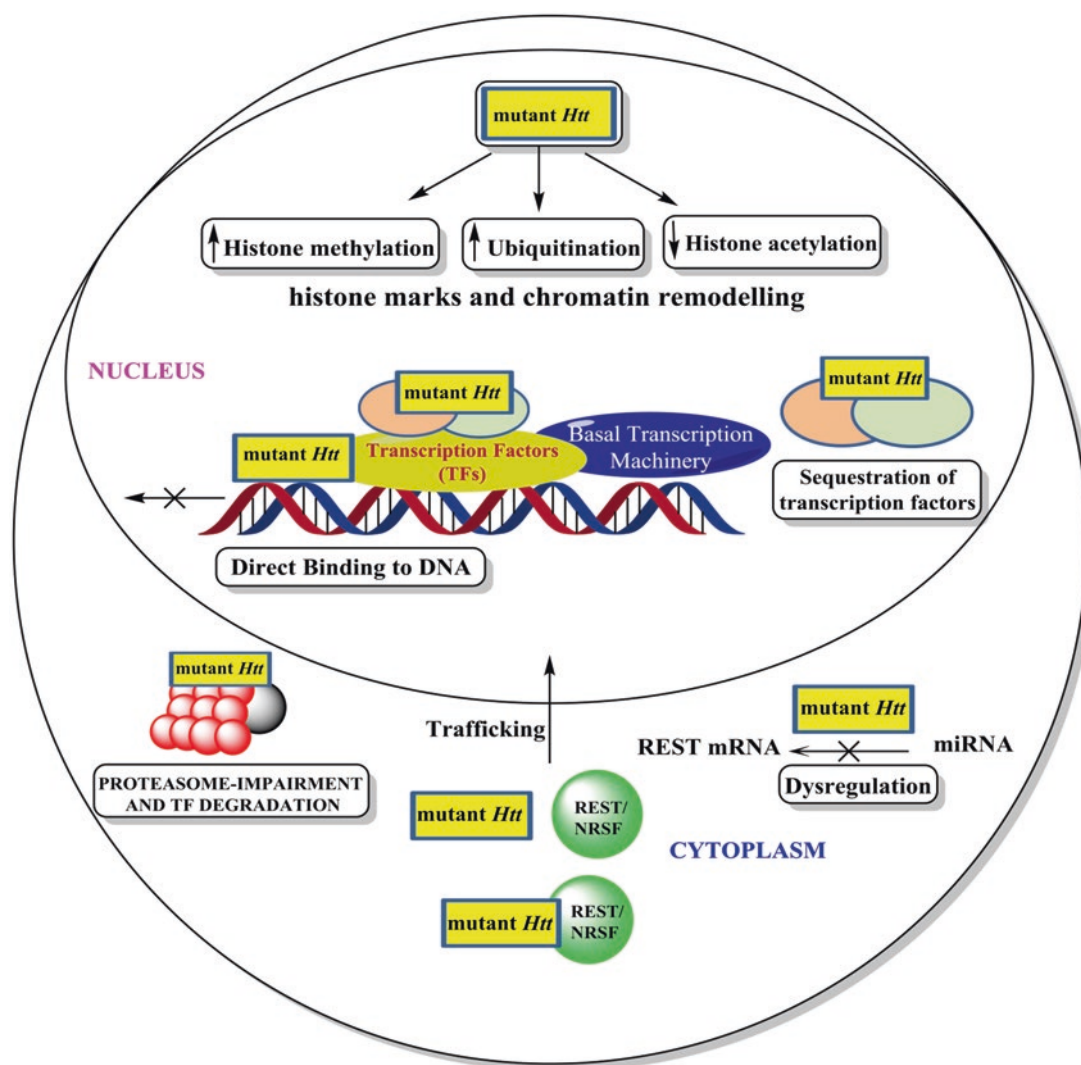 mutant Htt
Histone methylation
Ubiquitination
Histone acetylation
histone marks and chromatin remodelling
NUCLEUS
mutant Htt
mutant Htt
mutant Htt
Transcription Factors
(TFs)
Basal Transcription
Machinery
Sequestration of
transcription factors
Direct Binding to DNA
mutant Htt
PROTEASOME-IMPAIRMENT
AND TF DEGRADATION
Trafficking
mutant Htt
REST mRNA
miRNA
Dysregulation
mutant Htt
REST/
NRSF
CYTOPLASM
mutant Htt
REST/
NRSF